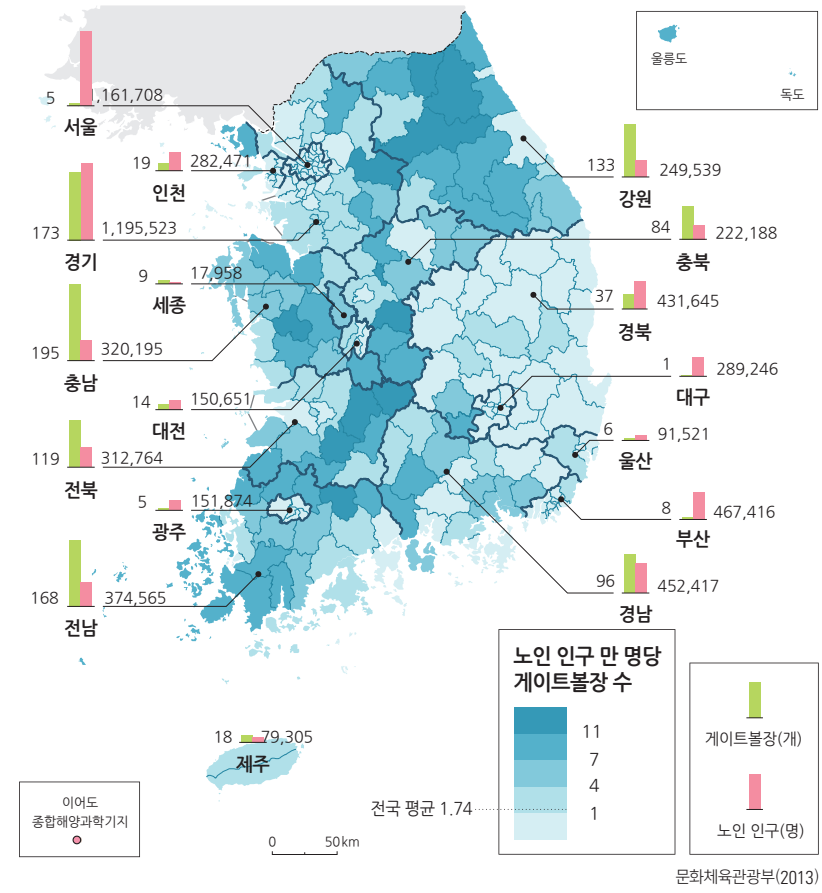 울릉도
독도
5 1,161,708
서울
19 282,471
인천
173 1,195,523
경기
9 17,958
세종
195 320,195
충남
14 150,651
대전
119 312,764
전북
5 151,874
광주
168 374,565
전남
18 79,305
제주
133 249,539
강원
84 222,188
충북
37 431,645
경북
1 289,246
대구
6 91,521
울산
8 467,416
부산
96 452,417
경남
노인 인구 만 명당
게이트볼장 수
11
7
4
1
전국 평균 1.74
게이트볼장(개)
노인 인구(명)
이어도
종합해양과학기지
0 50km
문화체육관광부(2013)